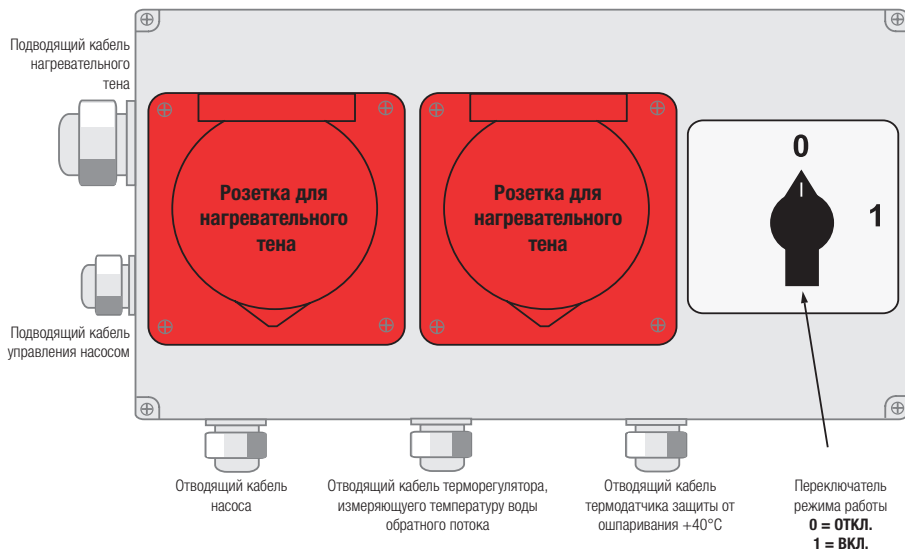 Подводящий кабель
нагревательного
тена
Розетка для
нагревательного
тена
Розетка для
нагревательного
тена
0
1
Подводящий кабель
управления насосом
Отводящий кабель
насоса
Отводящий кабель терморегулятора,
измеряющего температуру воды
обратного потока
Отводящий кабель
термодатчика защиты от
ошпаривания +40°C
Переключатель
режима работы
0 = ОТКЛ.
1 = ВКЛ.